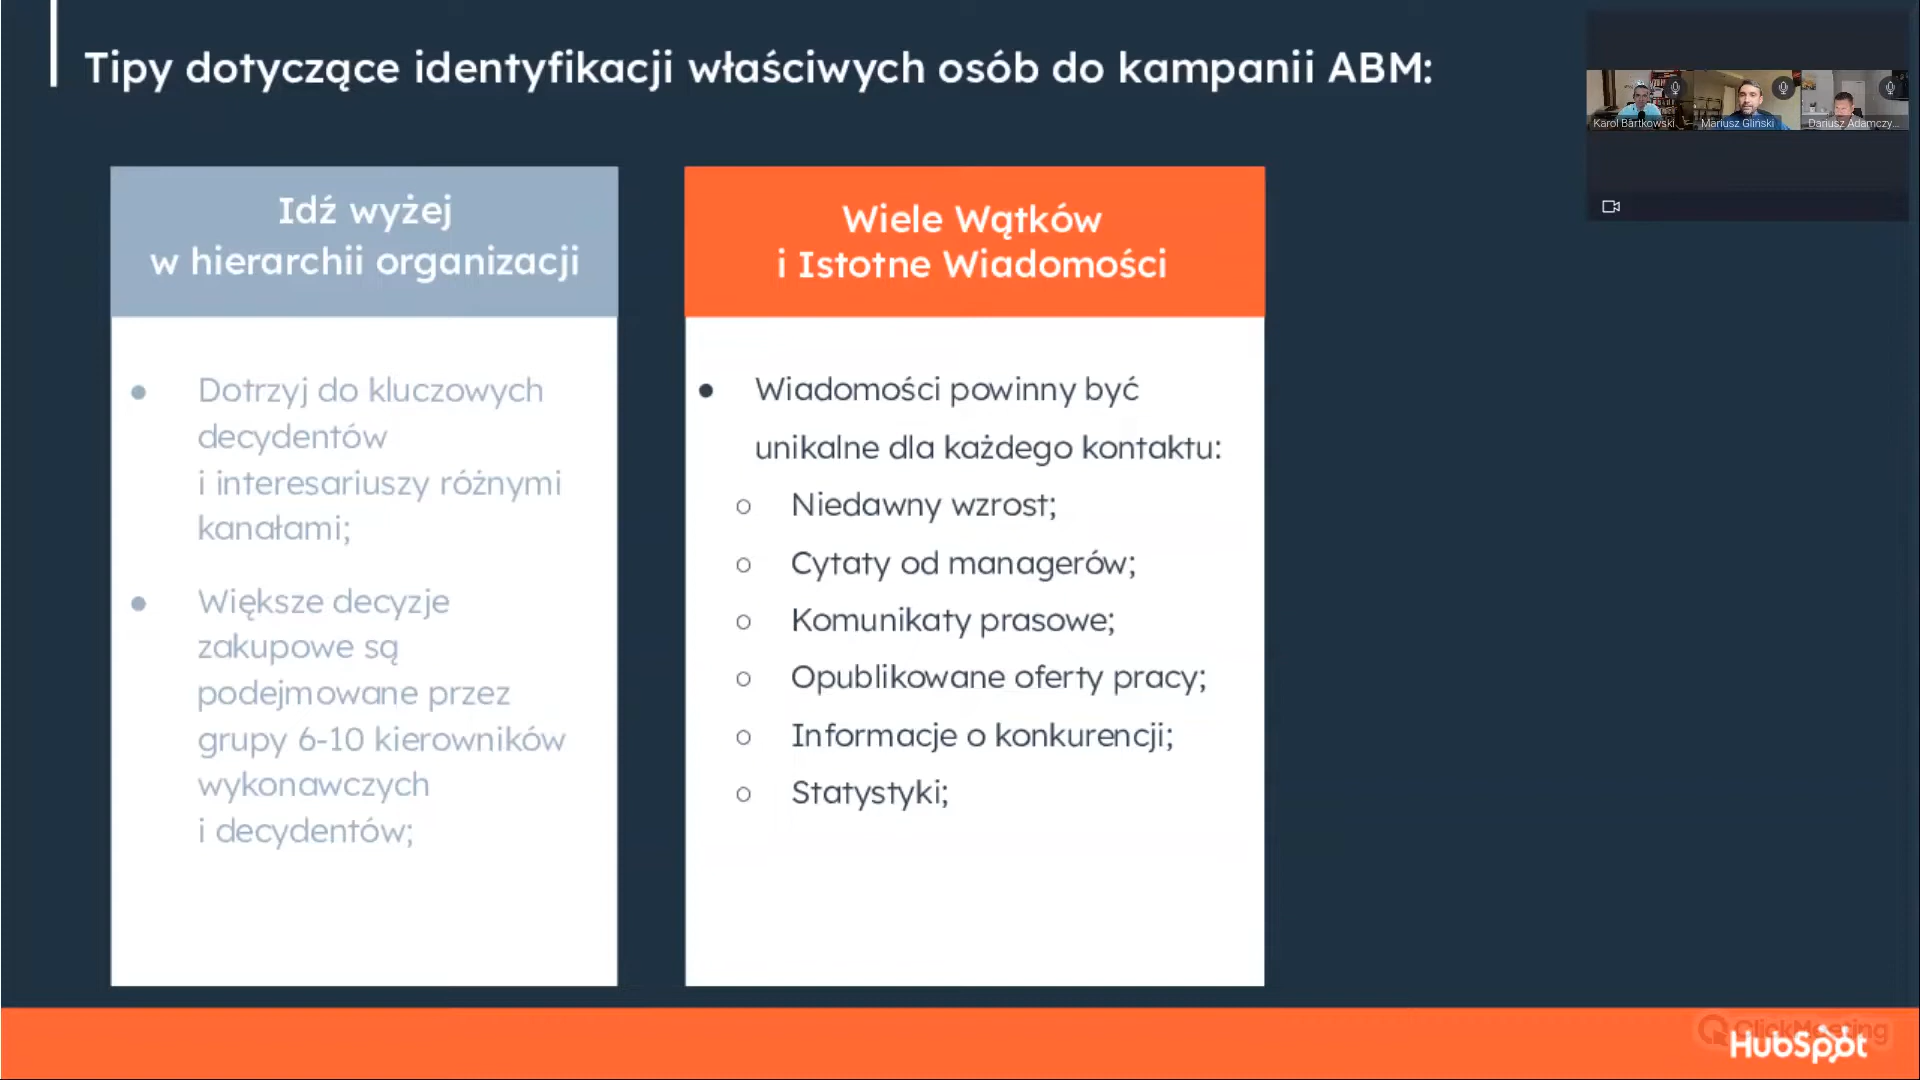 Tipy dotyczące identyfikacji właściwych osób do kampanii ABM:
Karol Bartkowski
Mariusz Gliński
Dariusz Adamczy...
Idź wyżej
w hierarchii organizacji
● Dotrzyj do kluczowych
decydentów
i interesariuszy różnymi
kanałami;
● Większe decyzje
zakupowe są
podejmowane przez
grupy 6-10 kierowników
wykonawczych
i decydentów;
Wiele Wątków
i Istotne Wiadomości
● Wiadomości powinny być
unikalne dla każdego kontaktu:
○ Niedawny wzrost;
○ Cytaty od managerów;
○ Komunikaty prasowe;
○ Opublikowane oferty pracy;
○ Informacje o konkurencji;
○ Statystyki;
ClickMeeting
HubSpot